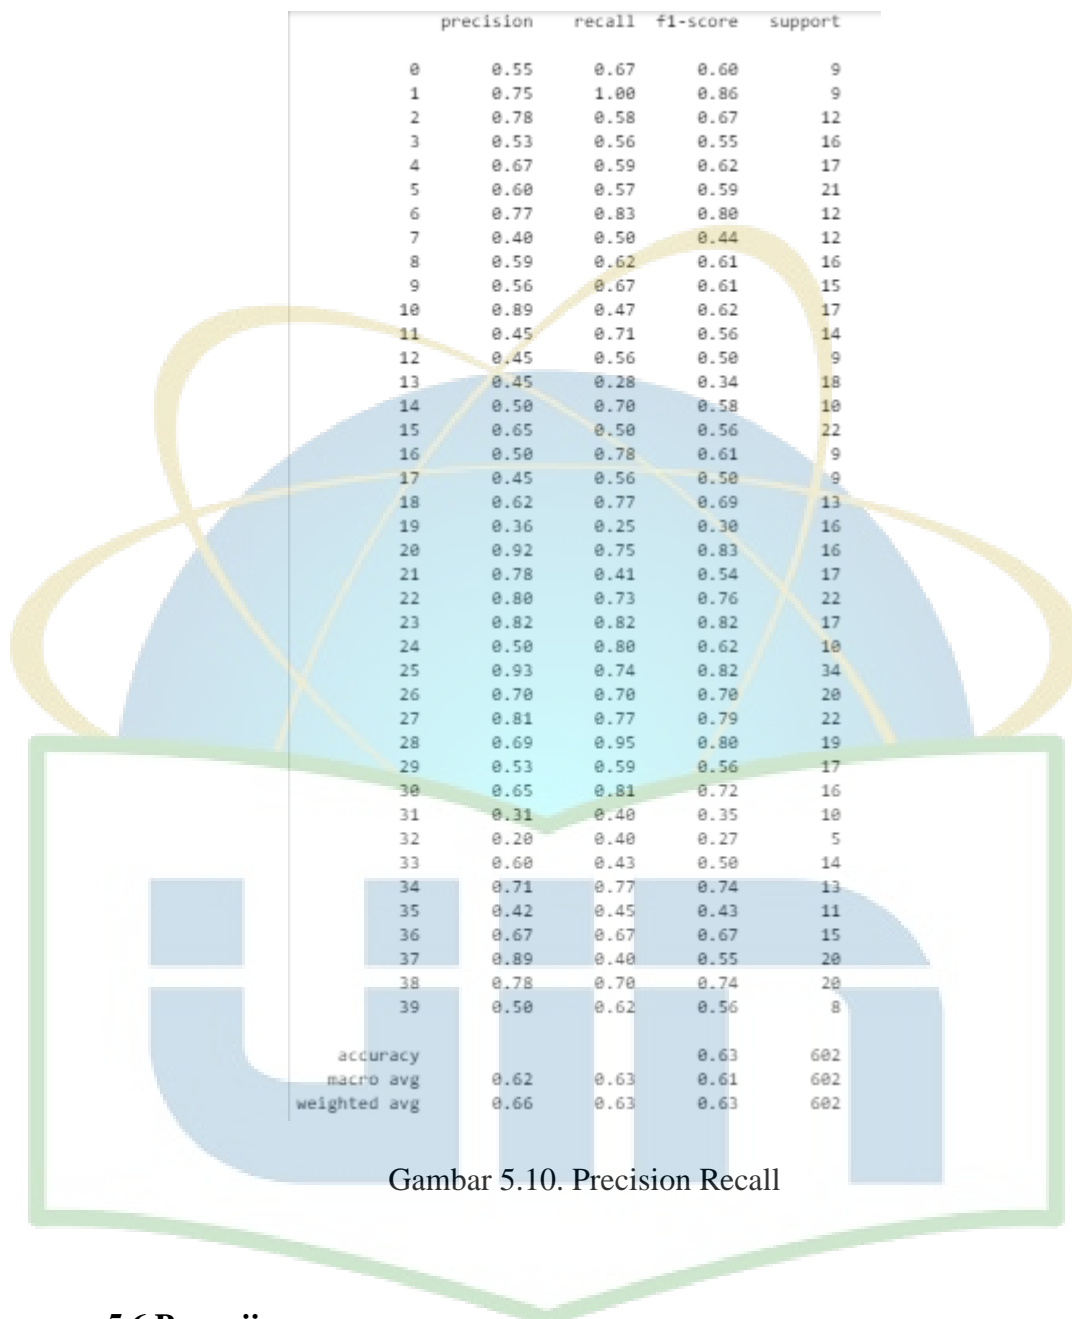 precision recall f1-score support
0 0.55 0.67 0.60 9
1 0.75 1.00 0.86 9
2 0.78 0.58 0.67 12
3 0.53 0.56 0.55 16
4 0.67 0.59 0.62 17
5 0.60 0.57 0.59 21
6 0.77 0.83 0.80 12
7 0.40 0.50 0.44 12
8 0.59 0.62 0.61 16
9 0.56 0.67 0.61 15
10 0.89 0.47 0.62 17
11 0.45 0.71 0.56 14
12 0.45 0.56 0.50 9
13 0.45 0.28 0.34 18
14 0.50 0.70 0.58 10
15 0.65 0.50 0.56 22
16 0.50 0.78 0.61 9
17 0.45 0.56 0.50 9
18 0.62 0.77 0.69 13
19 0.36 0.25 0.30 16
20 0.92 0.75 0.83 16
21 0.78 0.41 0.54 17
22 0.80 0.73 0.76 22
23 0.82 0.82 0.82 17
24 0.50 0.80 0.62 10
25 0.93 0.74 0.82 34
26 0.70 0.70 0.70 20
27 0.81 0.77 0.79 22
28 0.69 0.95 0.80 19
29 0.53 0.59 0.56 17
30 0.65 0.81 0.72 16
31 0.31 0.40 0.35 10
32 0.20 0.40 0.27 5
33 0.60 0.43 0.50 14
34 0.71 0.77 0.74 13
35 0.42 0.45 0.43 11
36 0.67 0.67 0.67 15
37 0.89 0.40 0.55 20
38 0.78 0.70 0.74 20
39 0.50 0.62 0.56 8
accuracy 0.63 602
macro avg 0.62 0.63 0.61 602
weighted avg 0.66 0.63 0.63 602
uin
Gambar 5.10. Precision Recall
5.6